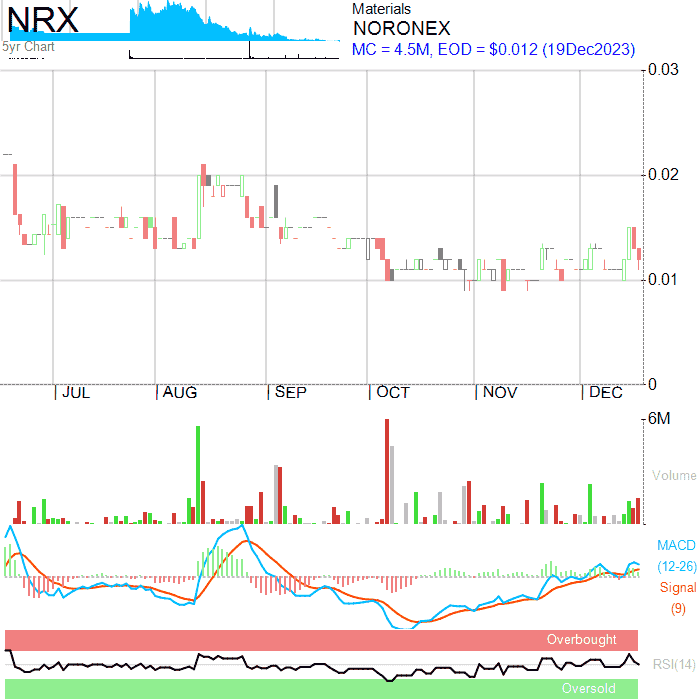 NRX
5yr Chart
Materials
NORONEX
MC = 4.5M, EOD = $0.012 (19Dec2023)
0.03
0.02
0.01
0
JUL AUG SEP OCT NOV DEC
6M
Volume
MACD
(12-26)
Signal
(9)
Overbought
RSI(14)
Oversold